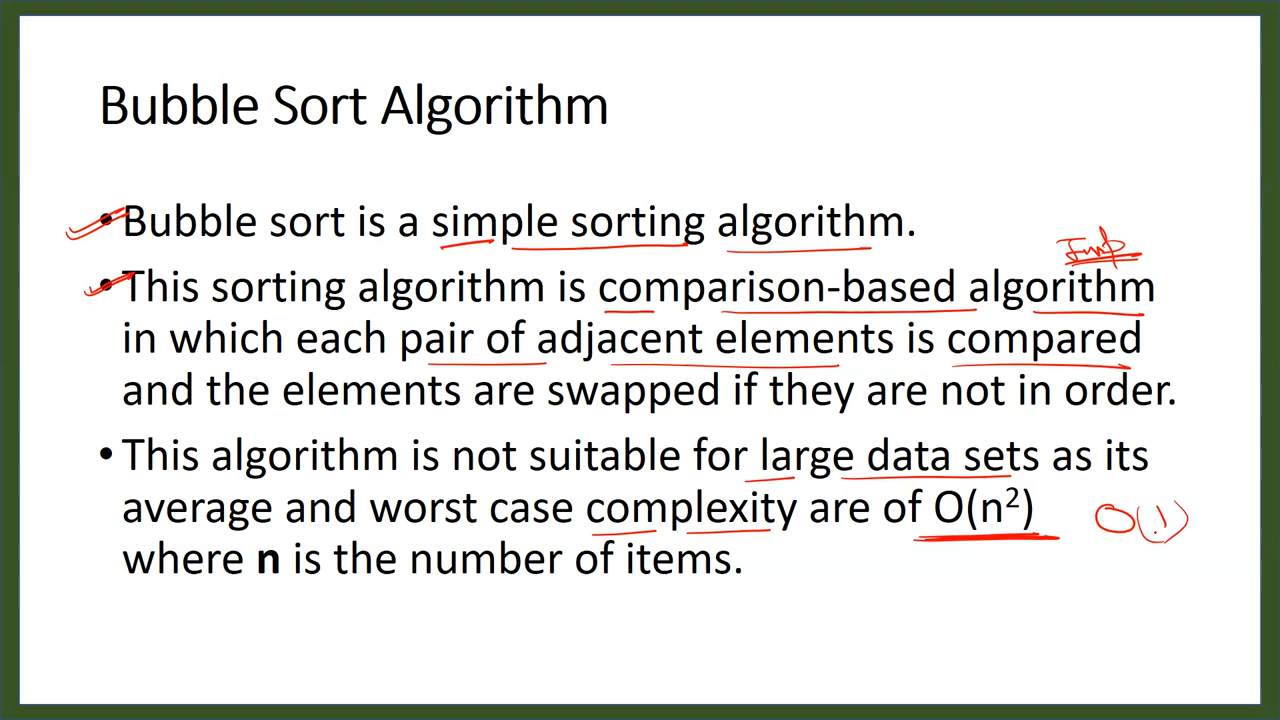 Bubble Sort Algorithm
• Bubble sort is a simple sorting algorithm.
Imp
• This sorting algorithm is comparison-based algorithm
in which each pair of adjacent elements is compared
and the elements are swapped if they are not in order.
• This algorithm is not suitable for large data sets as its
average and worst case complexity are of O(n²) O(1)
where n is the number of items.